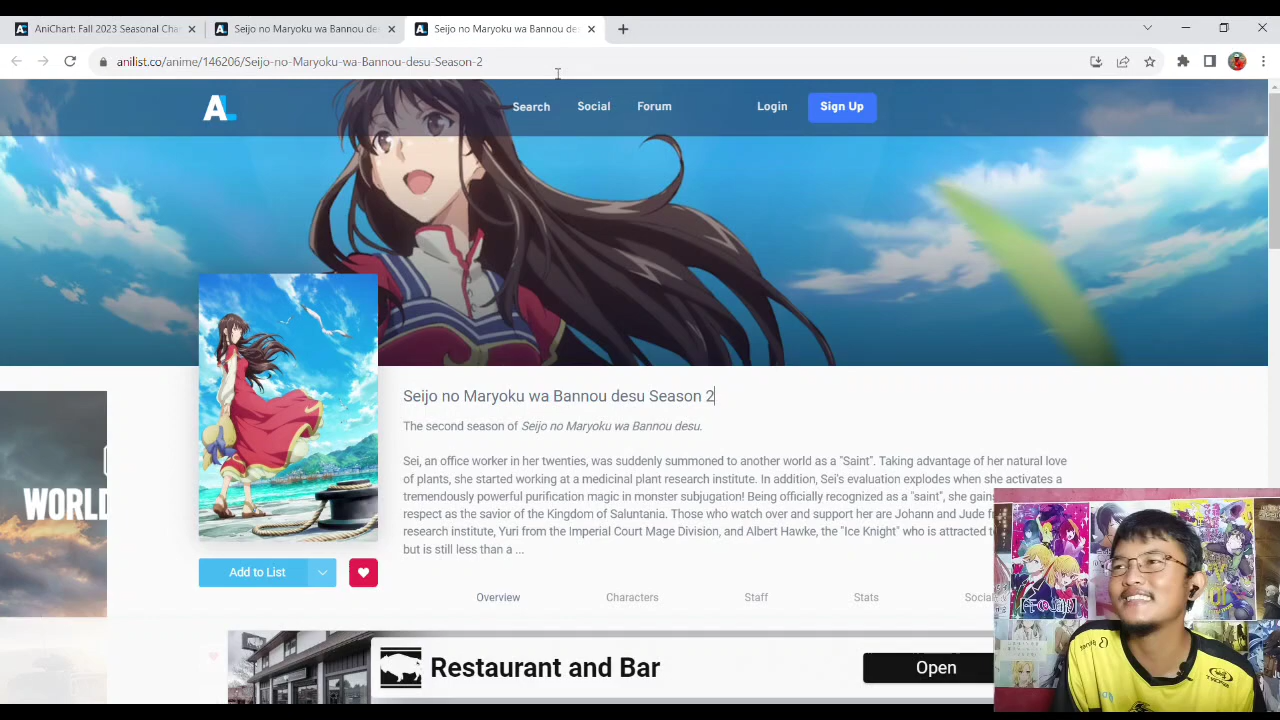 AniChart: Fall 2023 Seasonal Cha
Seijo no Maryoku wa Bannou de
Seijo no Maryoku wa Bannou de
anilist.co/anime/146206/Seijo-no-Maryoku-wa-Bannou-desu-Season-2
AL
Search
Social
Forum
Login
Sign Up
Seijo no Maryoku wa Bannou desu Season 2
The second season of Seijo no Maryoku wa Bannou desu.
Sei, an office worker in her twenties, was suddenly summoned to another world as a "Saint". Taking advantage of her natural love
of plants, she started working at a medicinal plant research institute. In addition, Sei's evaluation explodes when she activates a
tremendously powerful purification magic in monster subjugation! Being officially recognized as a "saint", she gains
respect as the savior of the Kingdom of Saluntania. Those who watch over and support her are Johann and Jude
research institute, Yuri from the Imperial Court Mage Division, and Albert Hawke, the "Ice Knight" who is attracted
but is still less than a ...
WORLD
Add to List
Overview
Characters
Staff
Stats
Social
Restaurant and Bar
Open